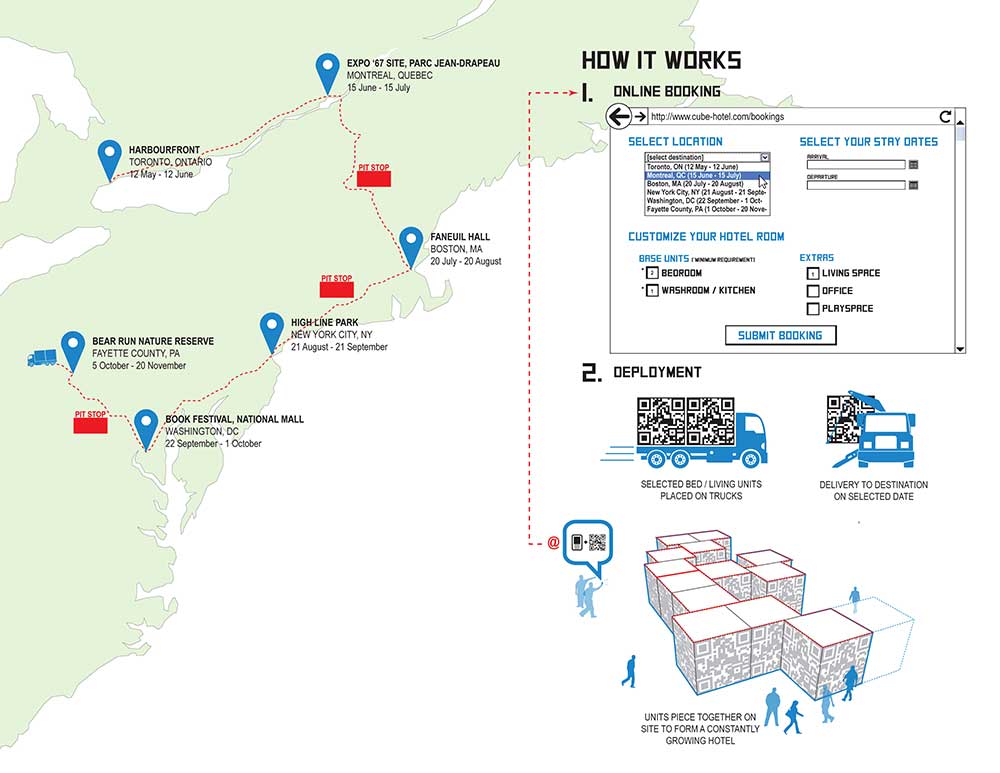 EXPO '67 SITE, PARC JEAN-DRAPEAU
MONTREAL, QUEBEC
15 June - 15 July
HARBOURFRONT
TORONTO, ONTARIO
12 May - 12 June
PIT STOP
FANEUIL HALL
BOSTON, MA
20 July - 20 August
PIT STOP
HIGH LINE PARK
NEW YORK CITY, NY
21 August - 21 September
BEAR RUN NATURE RESERVE
FAYETTE COUNTY, PA
5 October - 20 November
PIT STOP
BOOK FESTIVAL, NATIONAL MALL
WASHINGTON, DC
22 September - 1 October
HOW IT WORKS
1. ONLINE BOOKING
http://www.cube-hotel.com/bookings
SELECT LOCATION
[select destination]
Toronto, ON (12 May - 12 June)
Montreal, QC (15 June - 15 July)
Boston, MA (20 July - 20 August)
New York City, NY (21 August - 21 Septe-
Washington, DC (22 September - 1 Oct-
Fayette County, PA (1 October - 20 Nove-
SELECT YOUR STAY DATES
ARRIVAL
DEPARTURE
CUSTOMIZE YOUR HOTEL ROOM
BASE UNITS (*MINIMUM REQUIREMENT)
* 2 BEDROOM
* 1 WASHROOM / KITCHEN
EXTRAS
1 LIVING SPACE
OFFICE
PLAYSPACE
SUBMIT BOOKING
2. DEPLOYMENT
SELECTED BED / LIVING UNITS
PLACED ON TRUCKS
DELIVERY TO DESTINATION
ON SELECTED DATE
@
+
UNITS PIECE TOGETHER ON
SITE TO FORM A CONSTANTLY
GROWING HOTEL